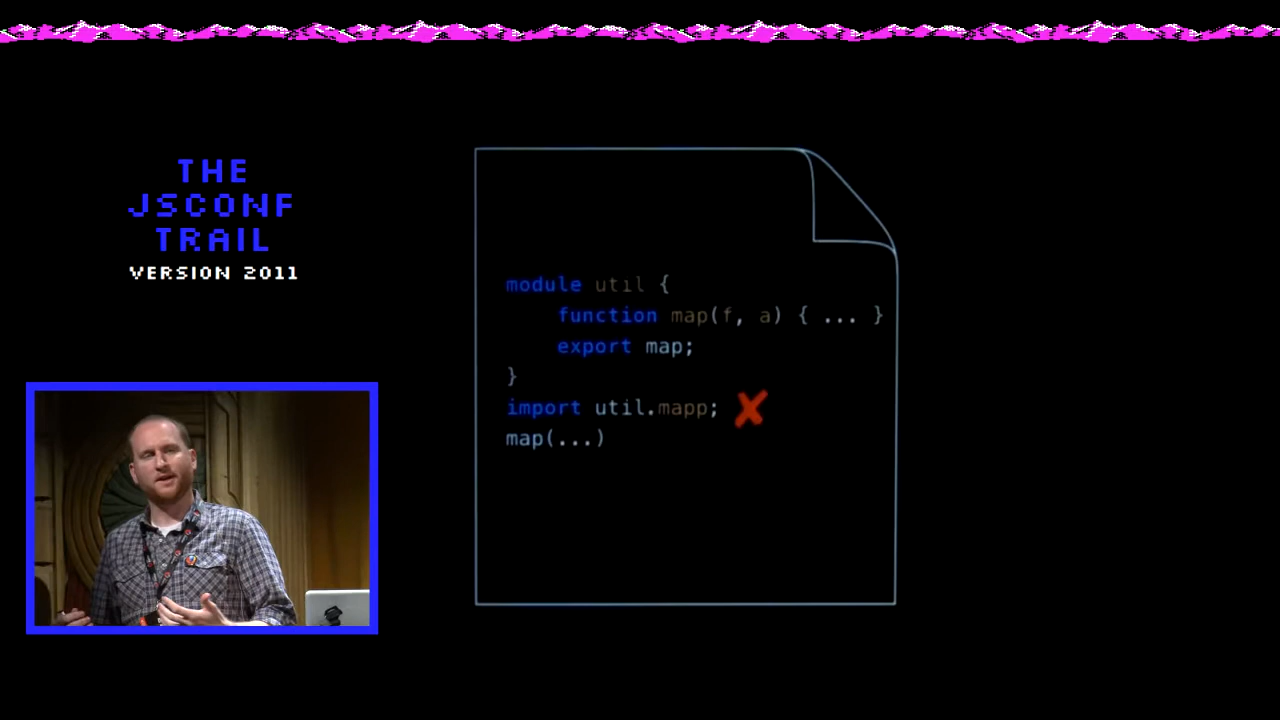 THE
JSCONF
TRAIL
VERSION 2011
module util {
function map(f, a) { ... }
export map;
}
import util.mapp; ✘
map(...)